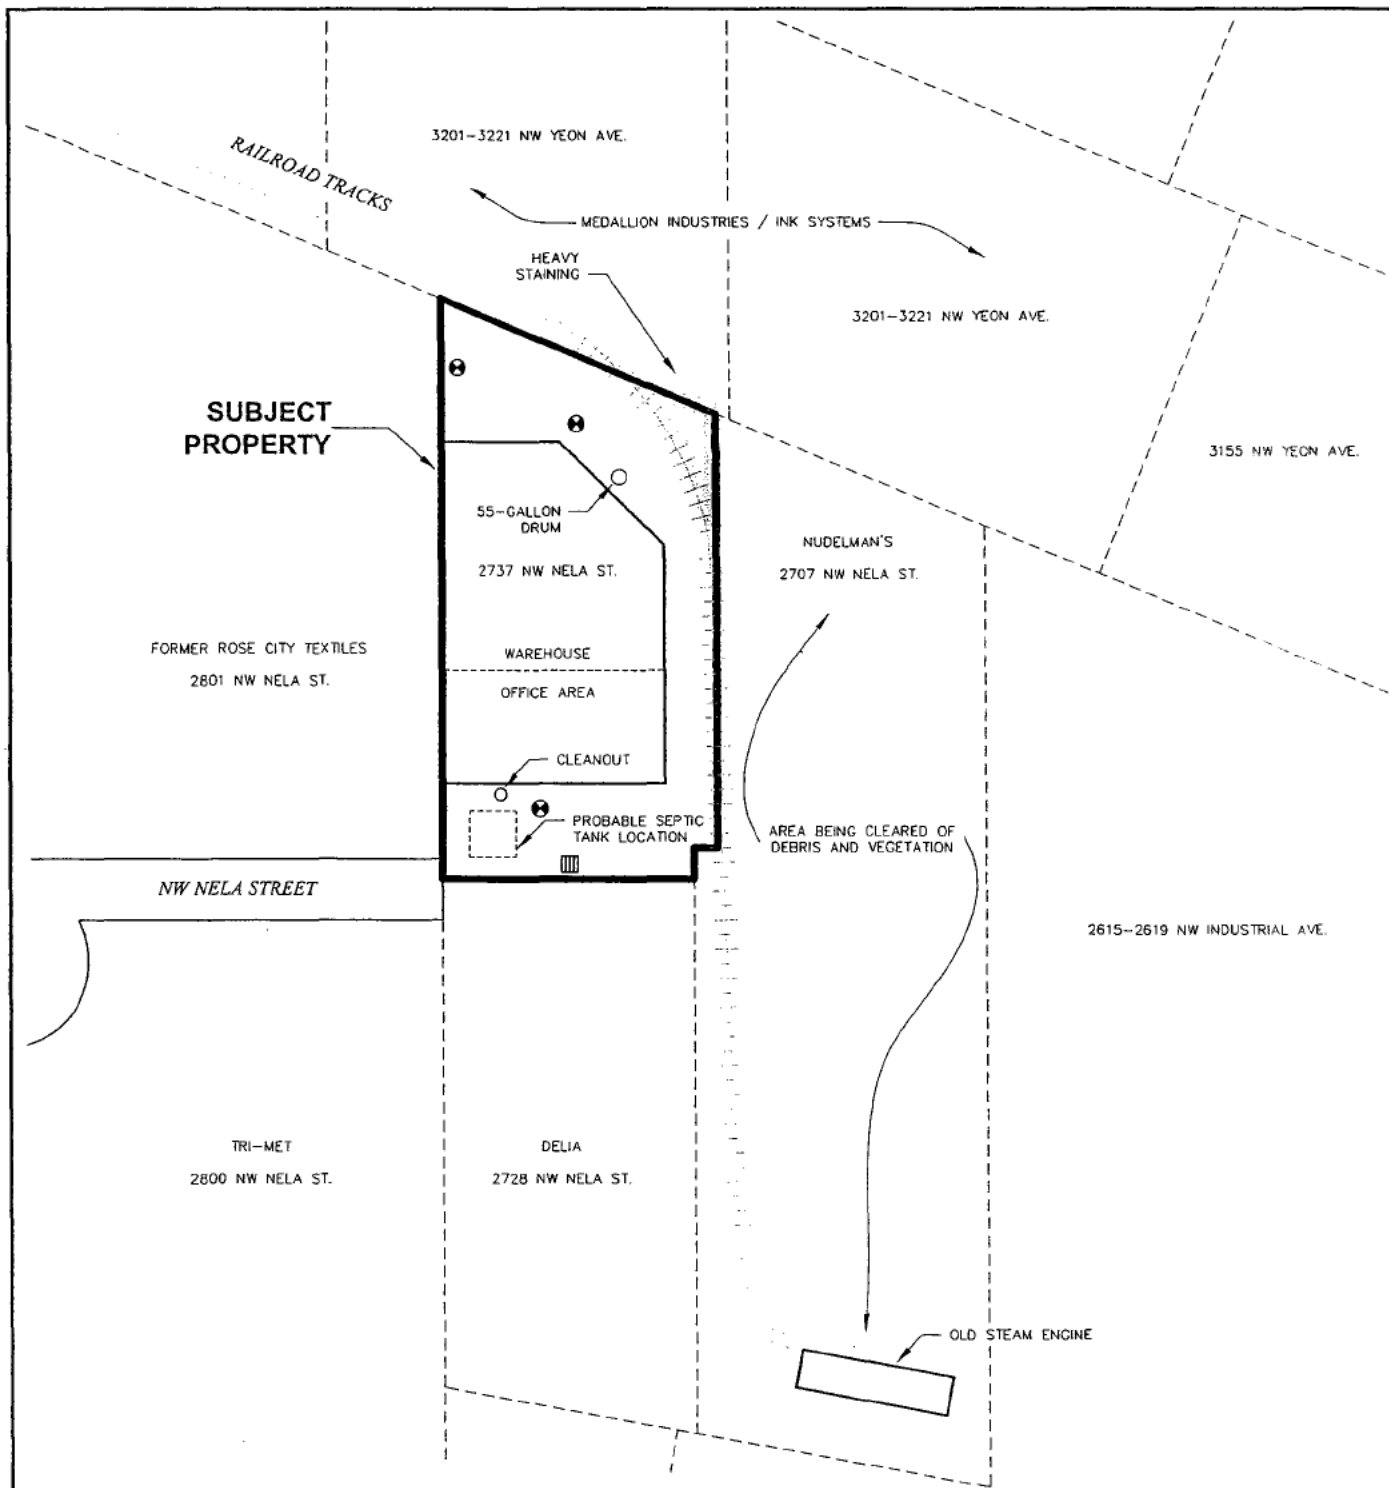 3201-3221 NW YEON AVE.
RAILROAD TRACKS
MEDALLION INDUSTRIES / INK SYSTEMS
HEAVY
STAINING
3201-3221 NW YEON AVE.
SUBJECT
PROPERTY
3155 NW YEON AVE.
55-GALLON
DRUM
NUDELMAN'S
2707 NW NELA ST.
2737 NW NELA ST.
FORMER ROSE CITY TEXTILES
2801 NW NELA ST.
WAREHOUSE
OFFICE AREA
CLEANOUT
PROBABLE SEPTIC
TANK LOCATION
AREA BEING CLEARED OF
DEBRIS AND VEGETATION
NW NELA STREET
2615-2619 NW INDUSTRIAL AVE.
TRI-MET
2800 NW NELA ST.
DELIA
2728 NW NELA ST.
OLD STEAM ENGINE